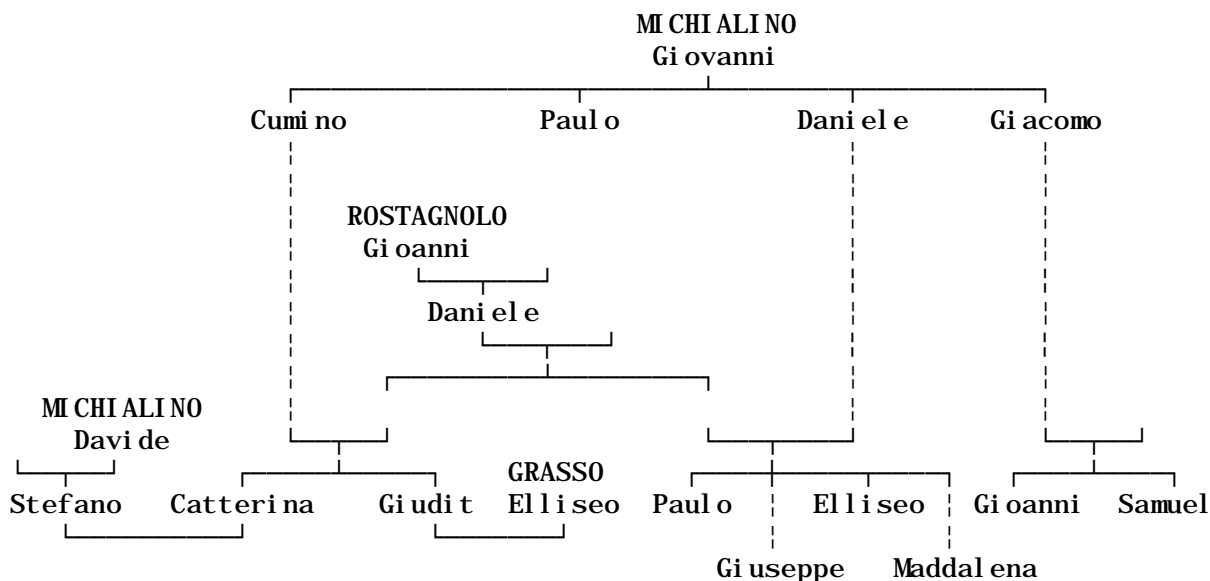 MICHIALINO
Giovanni
Cumino Paulo Daniele Giacomo
ROSTAGNOLO
Gioanni
Daniele
MICHIALINO
Davide
GRASSO
Stefano Catterina Giudit Elliseo Paulo Elliseo Gioanni Samuel
Giuseppe Maddalena